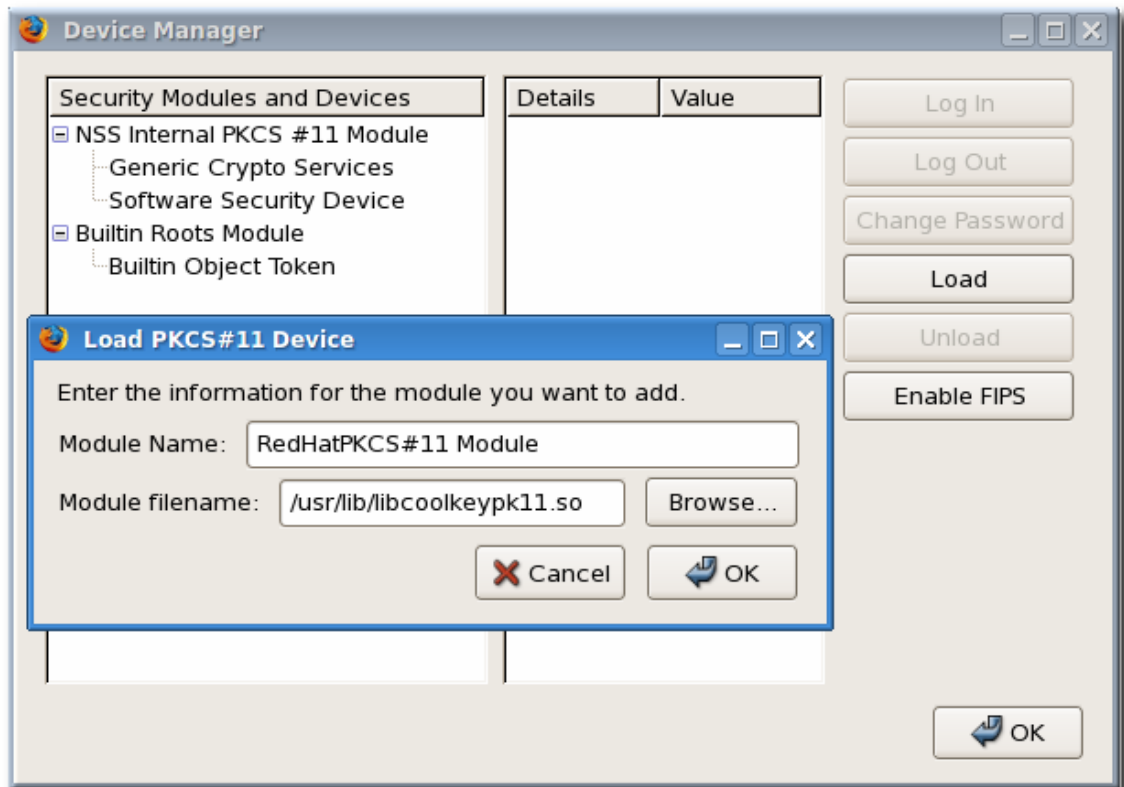 Device Manager
Security Modules and Devices
Details
Value
NSS Internal PKCS #11 Module
Generic Crypto Services
Software Security Device
Builtin Roots Module
Builtin Object Token
Log In
Log Out
Change Password
Load
Unload
Enable FIPS
Load PKCS#11 Device
Enter the information for the module you want to add.
Module Name: RedHatPKCS#11 Module
Module filename: /usr/lib/libcoolkeypk11.so Browse...
Cancel OK
OK